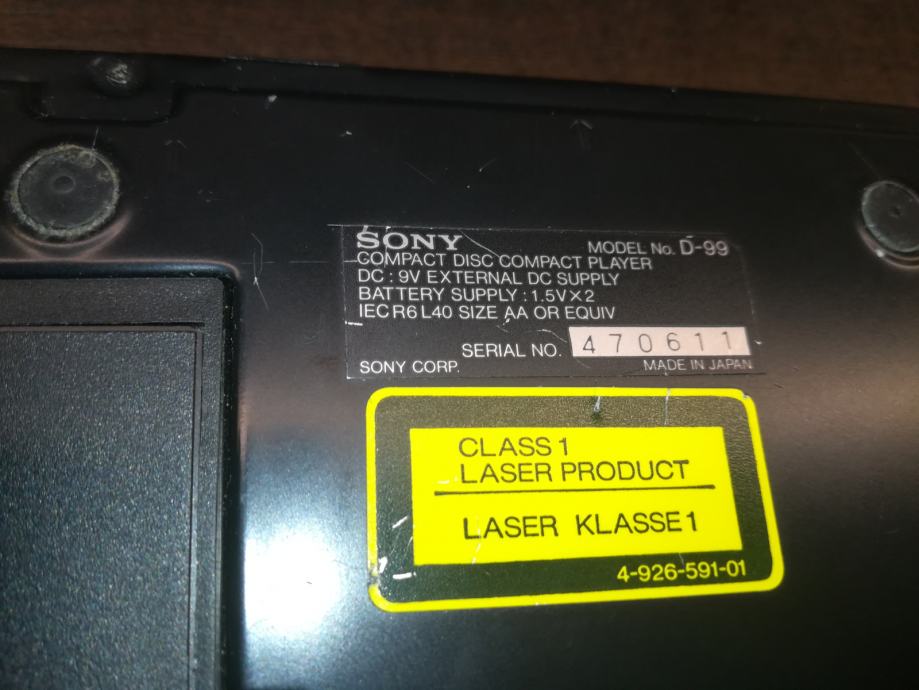 SONY MODEL No. D-99
COMPACT DISC COMPACT PLAYER
DC : 9V EXTERNAL DC SUPPLY
BATTERY SUPPLY : 1.5V×2
IEC R6 L40 SIZE AA OR EQUIV
SERIAL NO. 470611
SONY CORP. MADE IN JAPAN
CLASS 1
LASER PRODUCT
LASER KLASSE 1
4-926-591-01